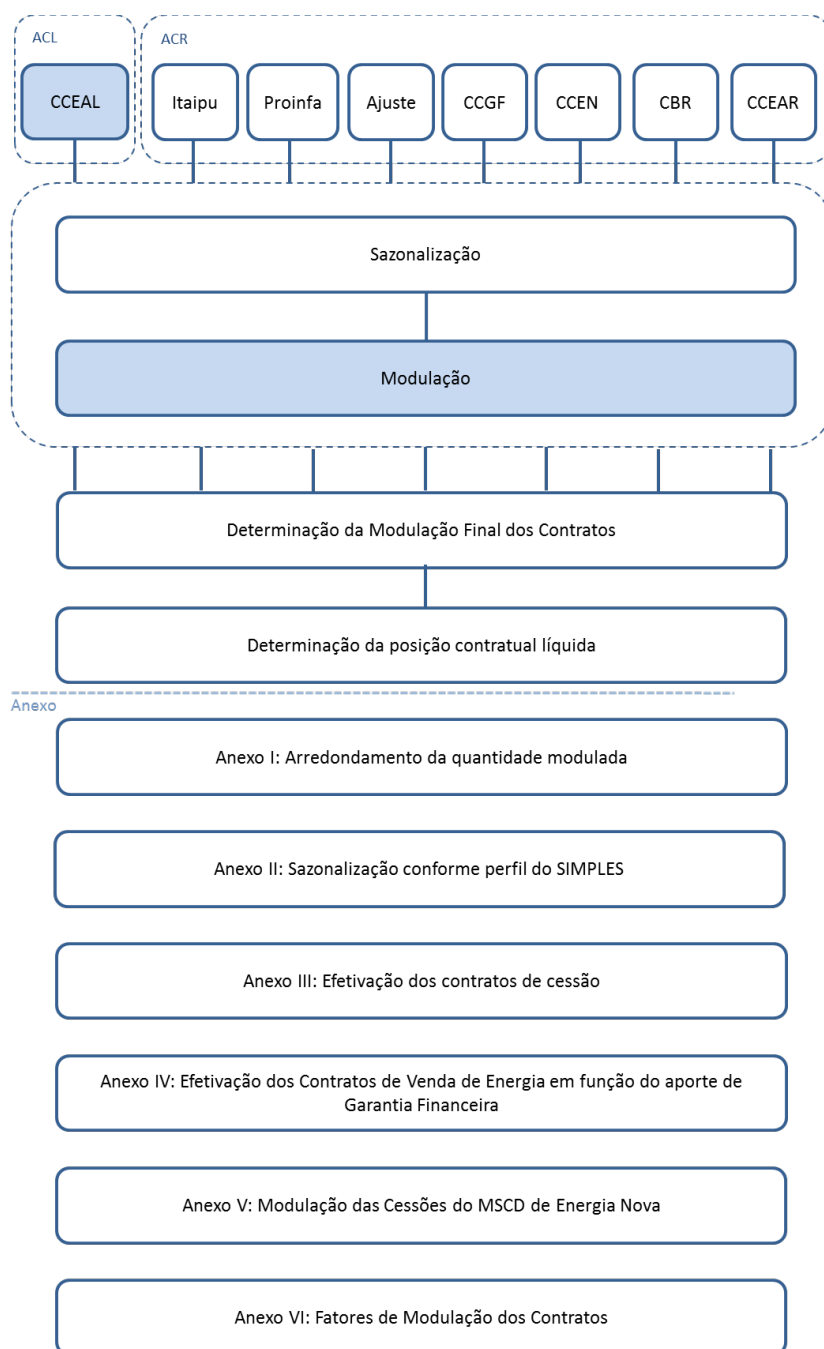 ACL
ACR
CCEAL
Itaipu
Proinfa
Ajuste
CCGF
CCEN
CBR
CCEAR
Sazonalização
Modulação
Determinação da Modulação Final dos Contratos
Determinação da posição contratual líquida
Anexo
Anexo I: Arredondamento da quantidade modulada
Anexo II: Sazonalização conforme perfil do SIMPLES
Anexo III: Efetivação dos contratos de cessão
Anexo IV: Efetivação dos Contratos de Venda de Energia em função do aporte de
Garantia Financeira
Anexo V: Modulação das Cessões do MSCD de Energia Nova
Anexo VI: Fatores de Modulação dos Contratos